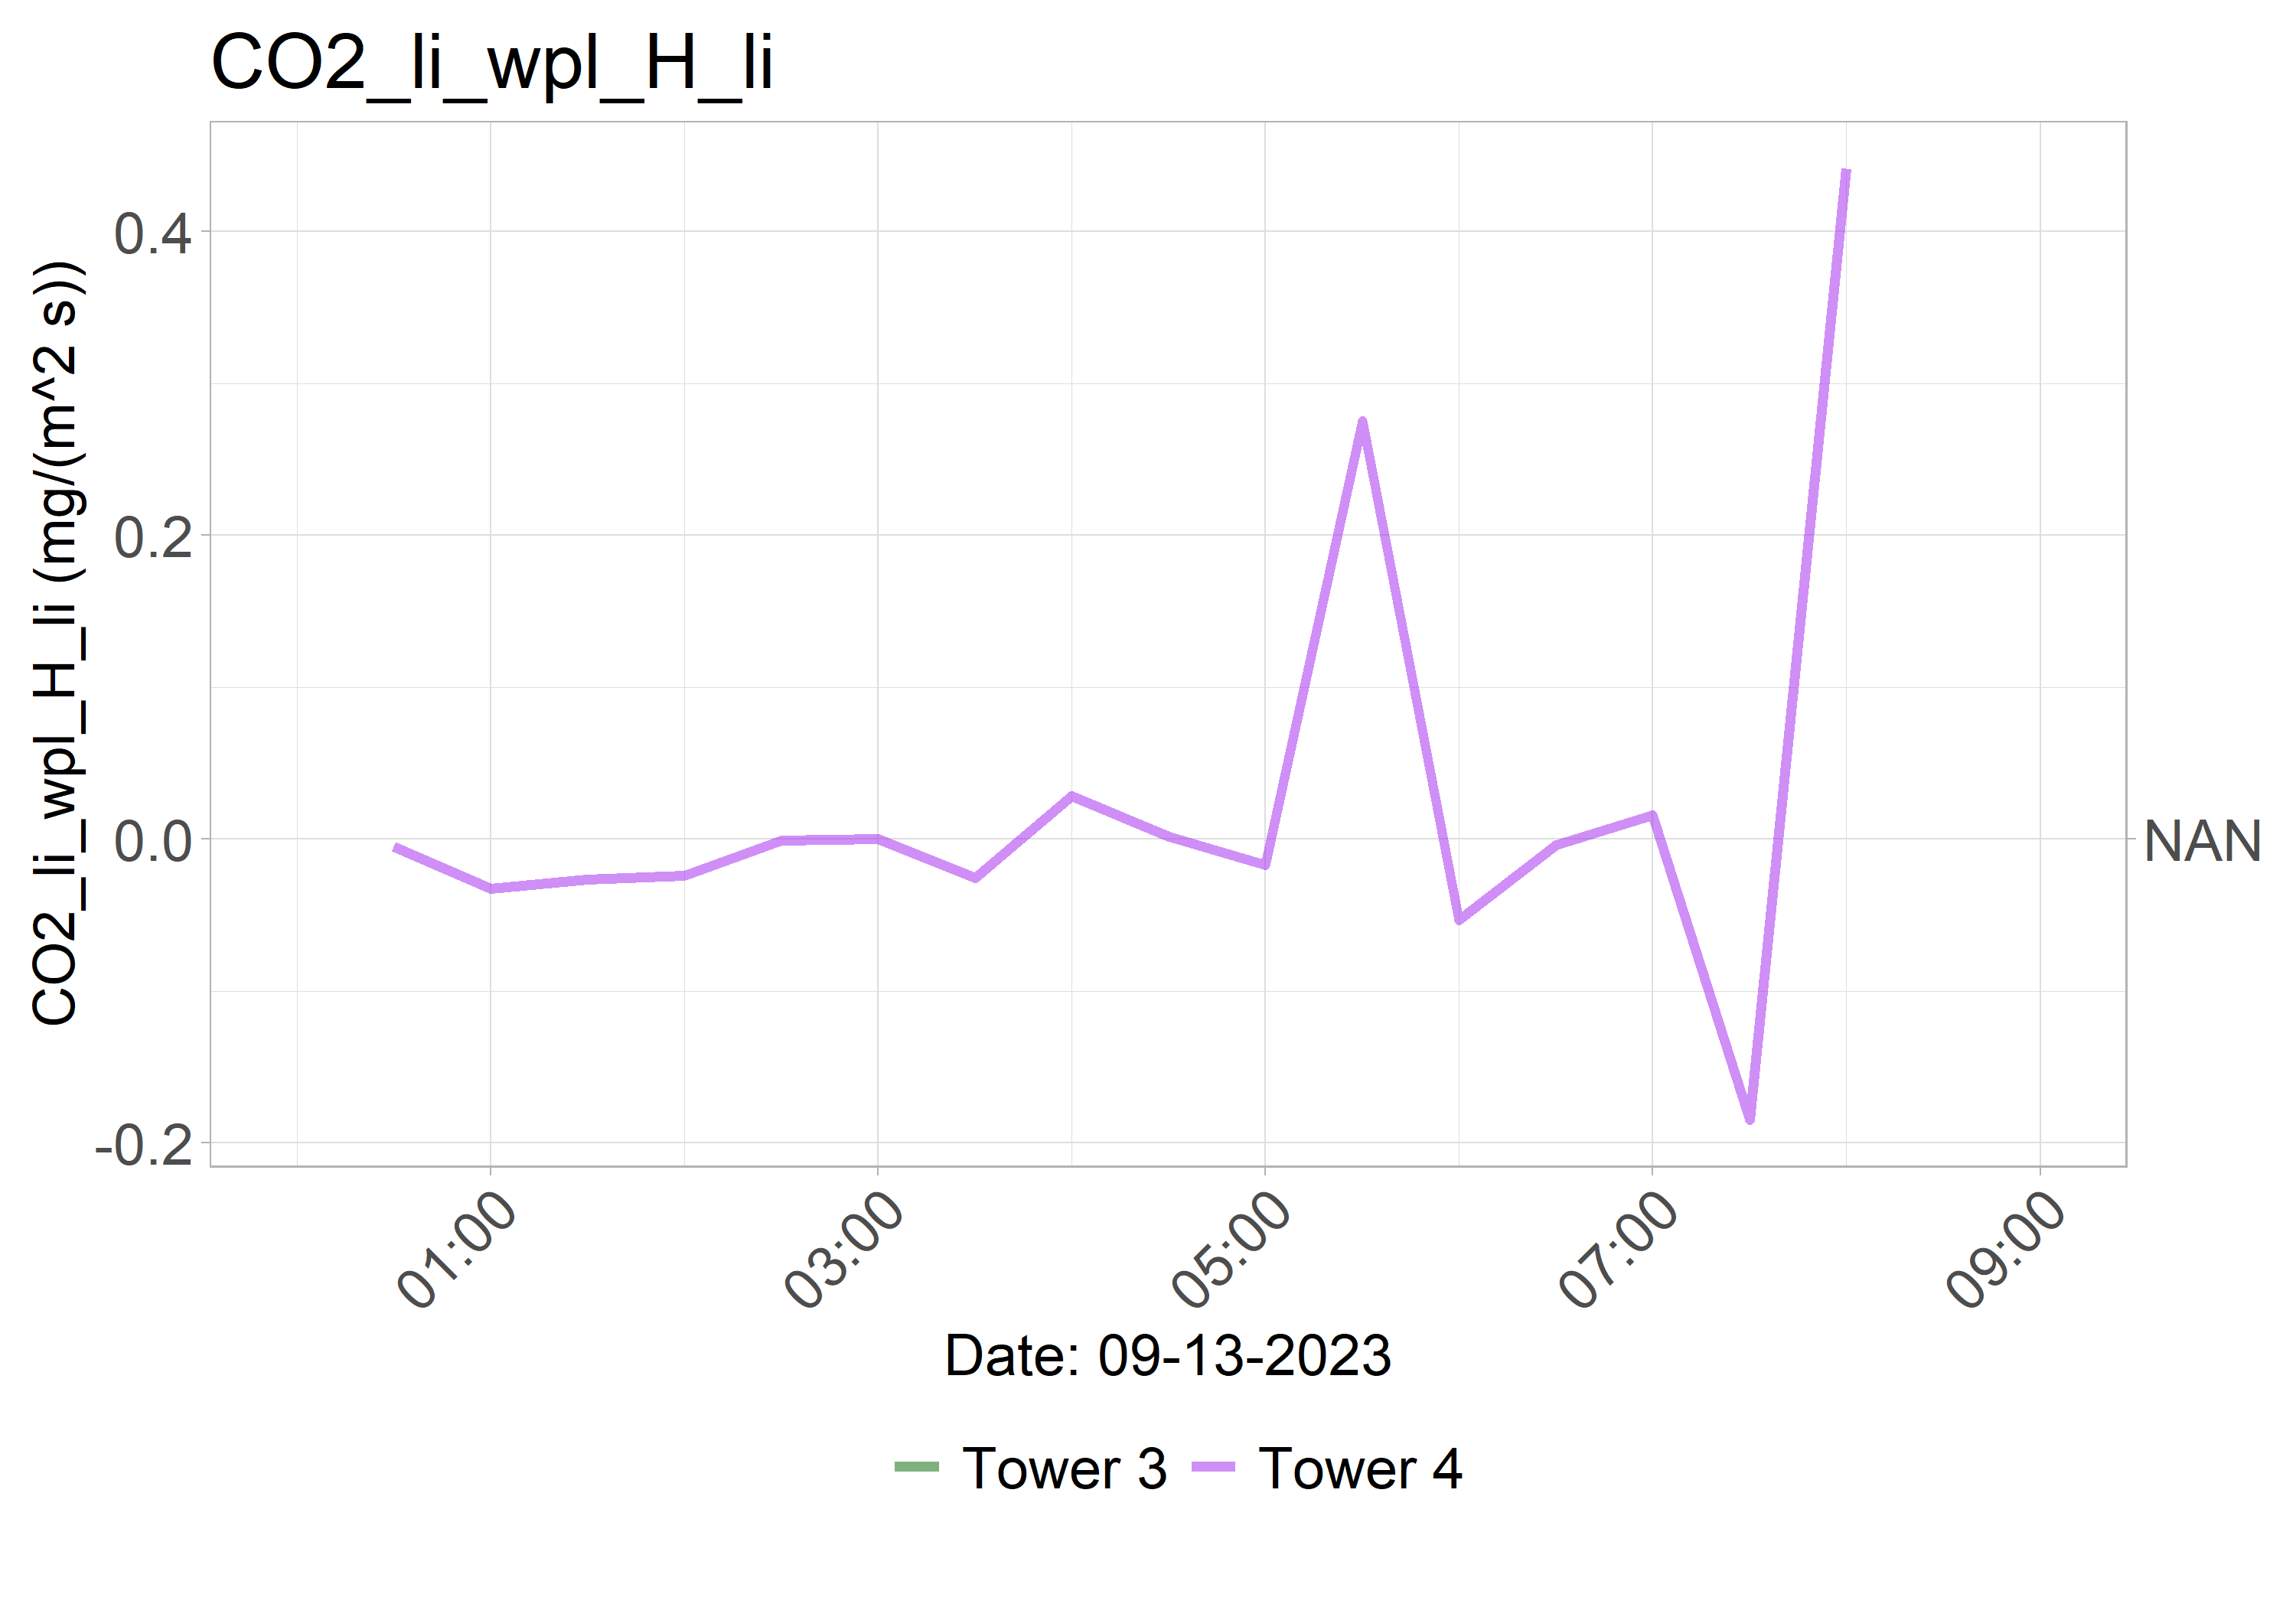 CO2_li_wpl_H_li
CO2_li_wpl_H_li (mg/(m^2 s))
0.4
0.2
0.0
-0.2
NAN
01:00
03:00
05:00
07:00
09:00
Date: 09-13-2023
Tower 3
Tower 4